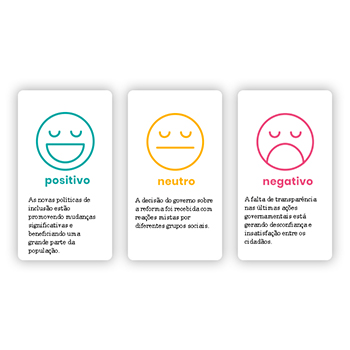 positivo
As novas políticas de
inclusão estão
promovendo mudanças
significativas e
beneficiando uma
grande parte da
população.
neutro
A decisão do governo sobre
a reforma foi recebida com
reações mistas por
diferentes grupos sociais.
negativo
A falta de transparência
nas últimas ações
governamentais está
gerando desconfiança e
insatisfação entre os
cidadãos.